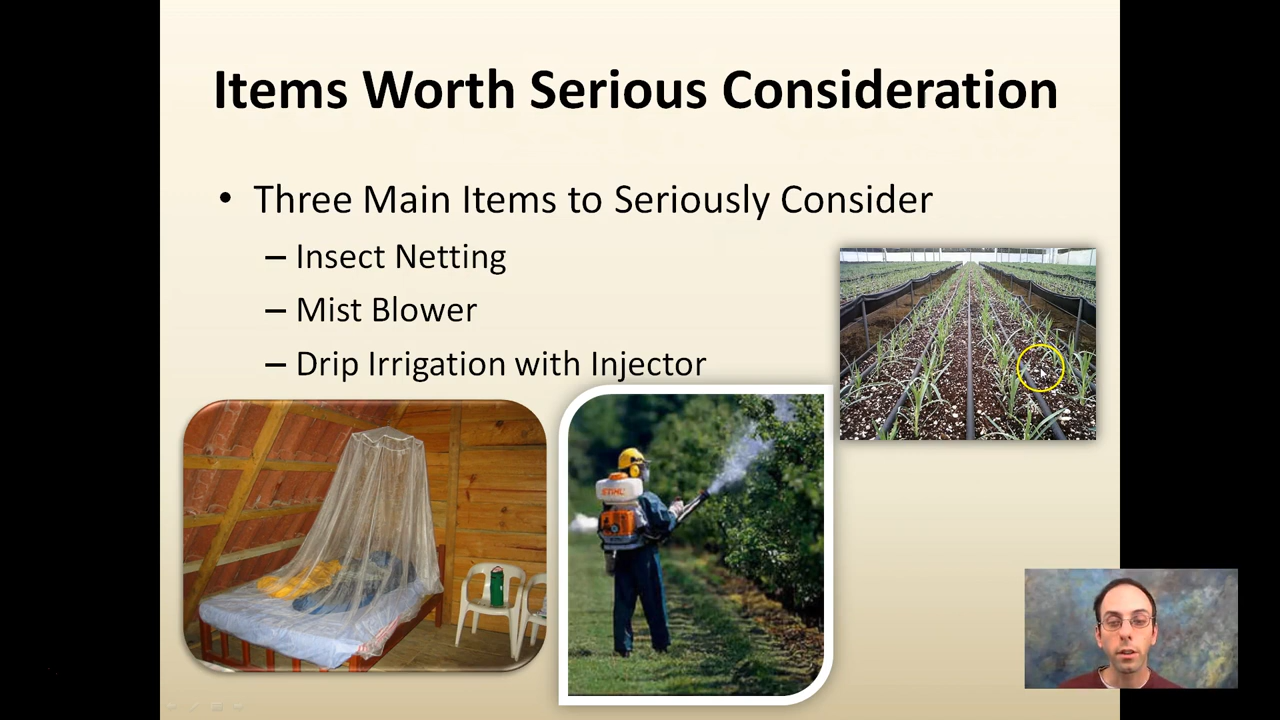 Items Worth Serious Consideration
• Three Main Items to Seriously Consider
– Insect Netting
– Mist Blower
– Drip Irrigation with Injector
STIHL